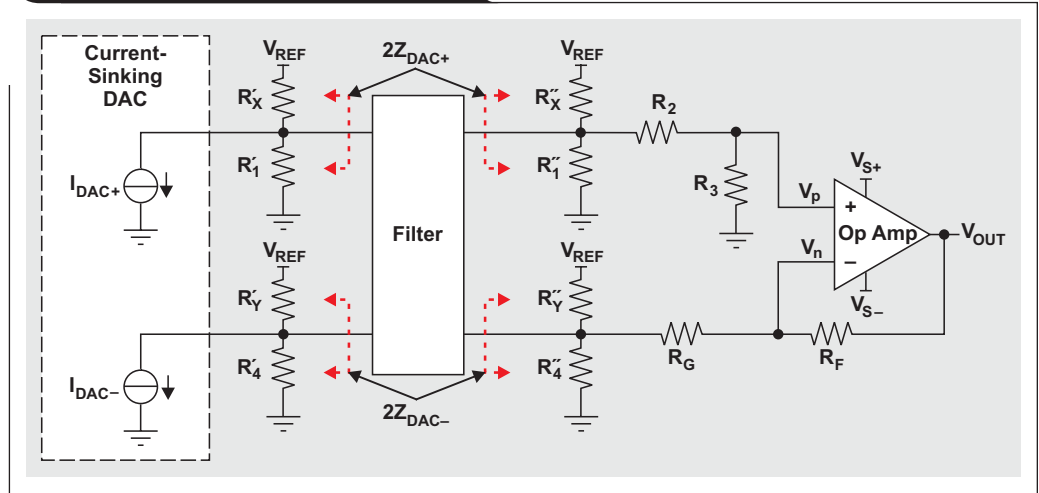 Current-
Sinking
DAC
V_REF
2Z_DAC+
V_REF
R′_X
R″_X
R_2
R′_1
R″_1
R_3
V_S+
I_DAC+
V_p
+
Op Amp
V_OUT
Filter
V_n
–
V_S–
V_REF
V_REF
R′_Y
R″_Y
R_G
R_F
R′_4
R″_4
I_DAC–
2Z_DAC–